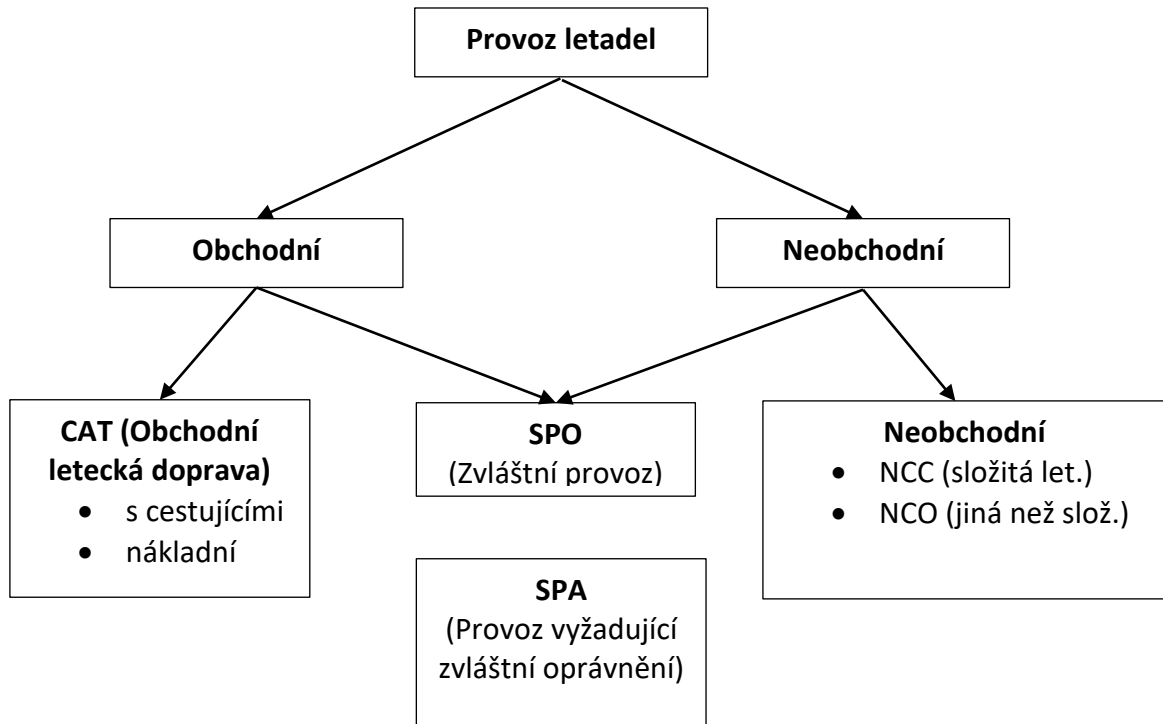 Provoz letadel
Obchodní
Neobchodní
CAT (Obchodní
letecká doprava)
• s cestujícími
• nákladní
SPO
(Zvláštní provoz)
Neobchodní
• NCC (složitá let.)
• NCO (jiná než slož.)
SPA
(Provoz vyžadující
zvláštní oprávnění)